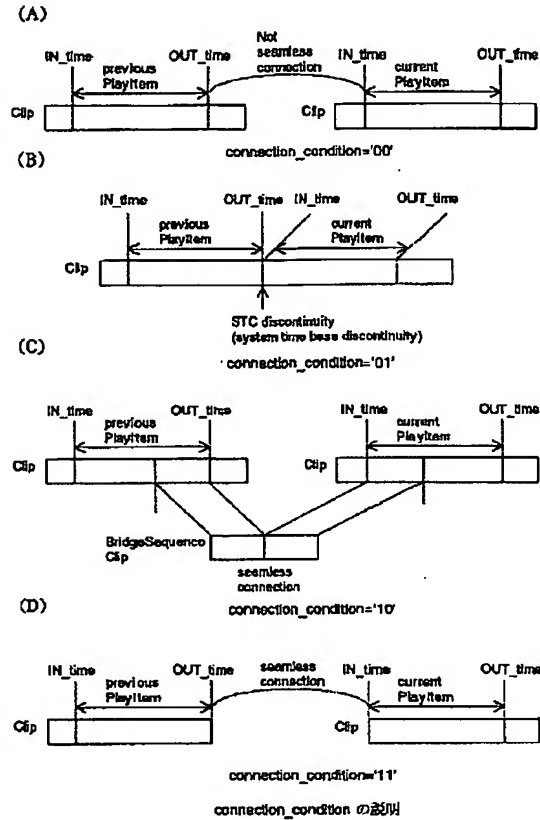 (A)
Not
seamless
connection
IN_time
previous
PlayItem
OUT_time
IN_time
current
PlayItem
OUT_time
Clip
Clip
connection_condition='00'
(B)
IN_time
previous
PlayItem
OUT_time
IN_time
current
PlayItem
OUT_time
Clip
STC discontinuity
(system time base discontinuity)
connection_condition='01'
(C)
IN_time
previous
PlayItem
OUT_time
IN_time
current
PlayItem
OUT_time
Clip
Clip
BridgeSequence
Clip
seamless
connection
connection_condition='10'
(D)
IN_time
previous
PlayItem
OUT_time
seamless
connection
IN_time
current
PlayItem
OUT_time
Clip
Clip
connection_condition='11'
connection_condition の説明